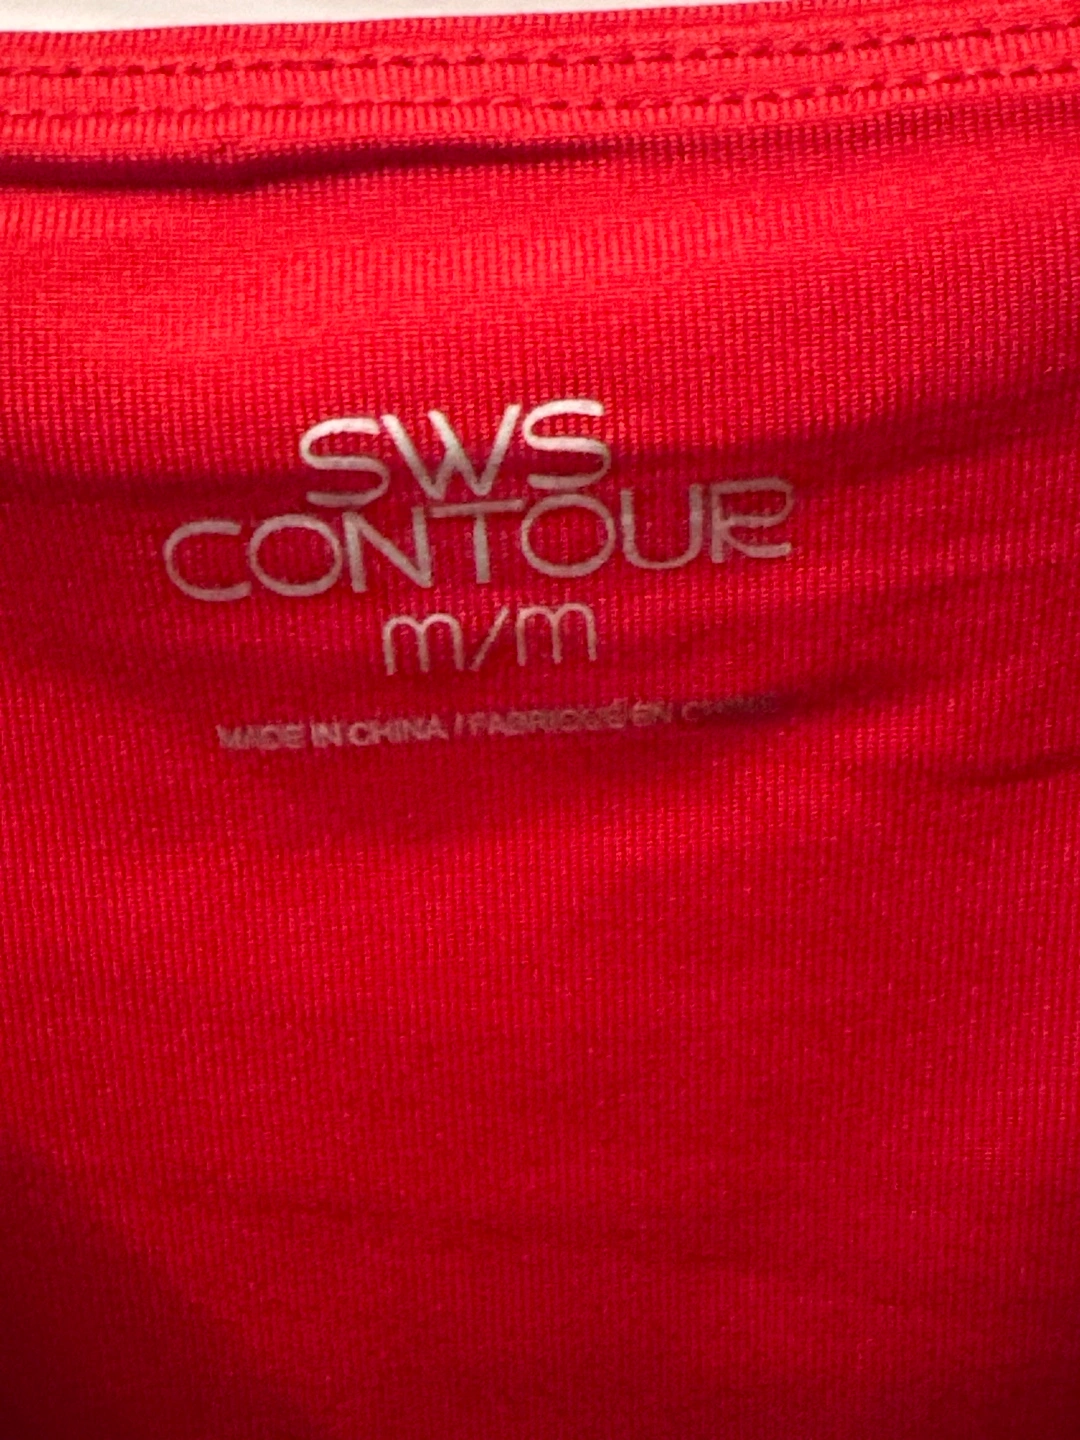 SWS
CONTOUR
m/m
MADE IN CHINA / FABRIQUÉ EN CHINE